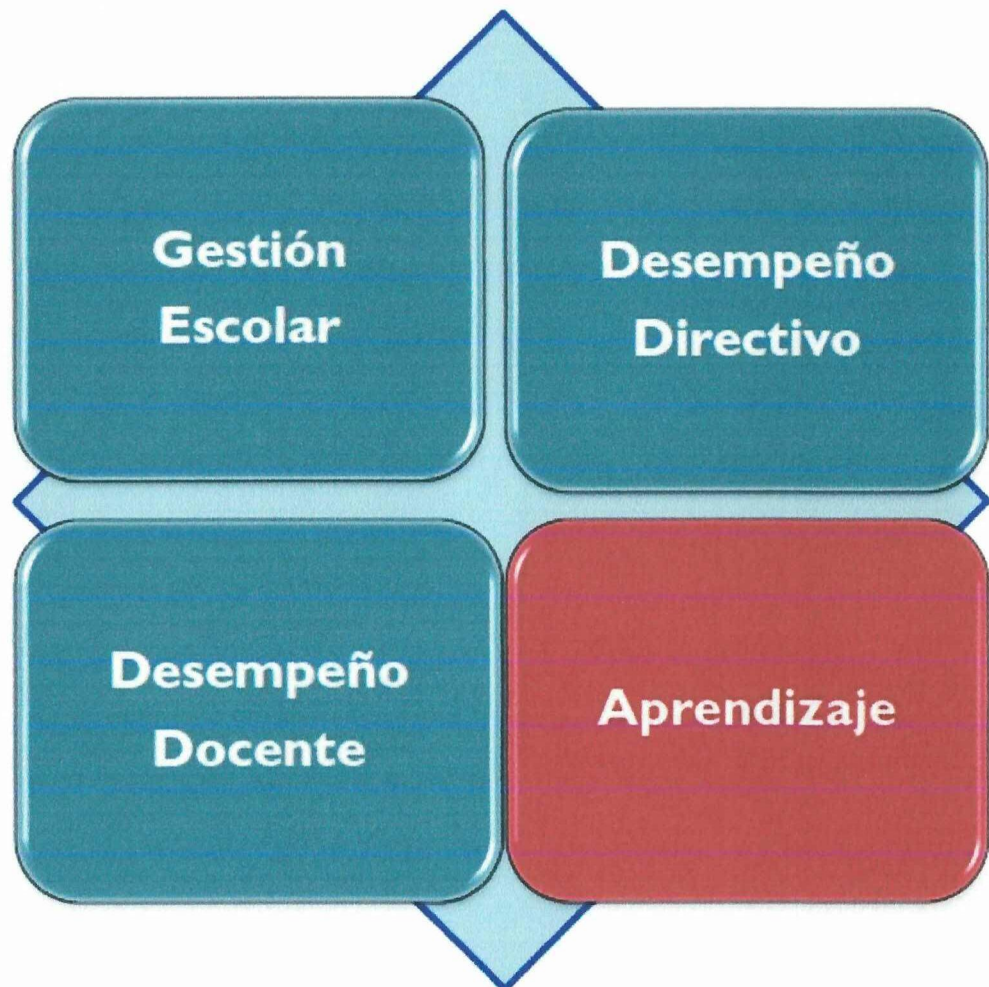 Gestión
Escolar
Desempeño
Directivo
Desempeño
Docente
Aprendizaje